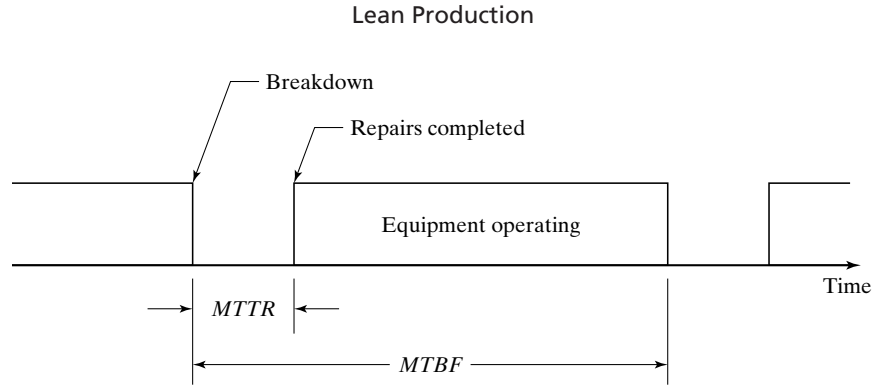 Lean Production
Breakdown
Repairs completed
Equipment operating
Time
MTTR
MTBF